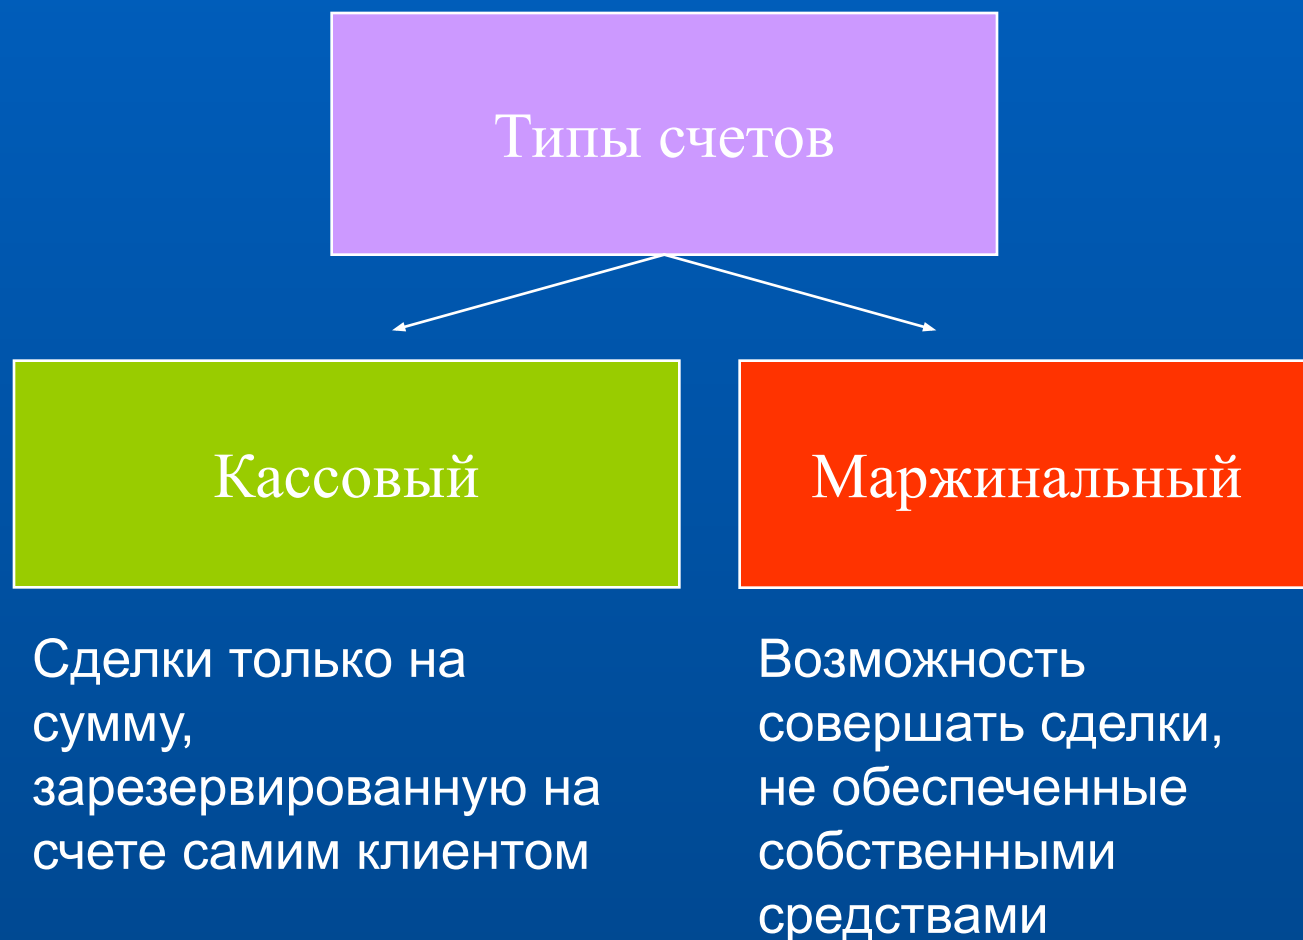 Типы счетов
Кассовый
Маржинальный
Сделки только на
сумму,
зарезервированную на
счете самим клиентом
Возможность
совершать сделки,
не обеспеченные
собственными
средствами